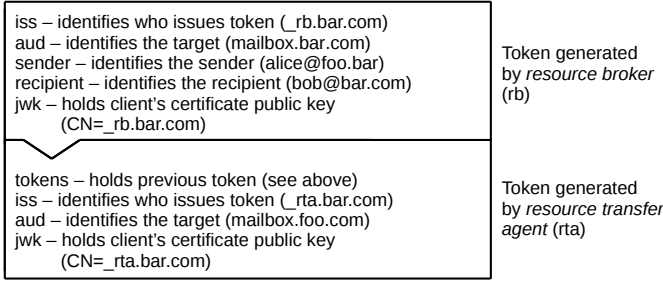 iss – identifies who issues token (_rb.bar.com)
aud – identifies the target (mailbox.bar.com)
sender – identifies the sender (alice@foo.bar)
recipient – identifies the recipient (bob@bar.com)
jwk – holds client's certificate public key
(CN=_rb.bar.com)
Token generated
by resource broker
(rb)
tokens – holds previous token (see above)
iss – identifies who issues token (_rta.bar.com)
aud – identifies the target (mailbox.foo.com)
jwk – holds client's certificate public key
(CN=_rta.bar.com)
Token generated
by resource transfer
agent (rta)